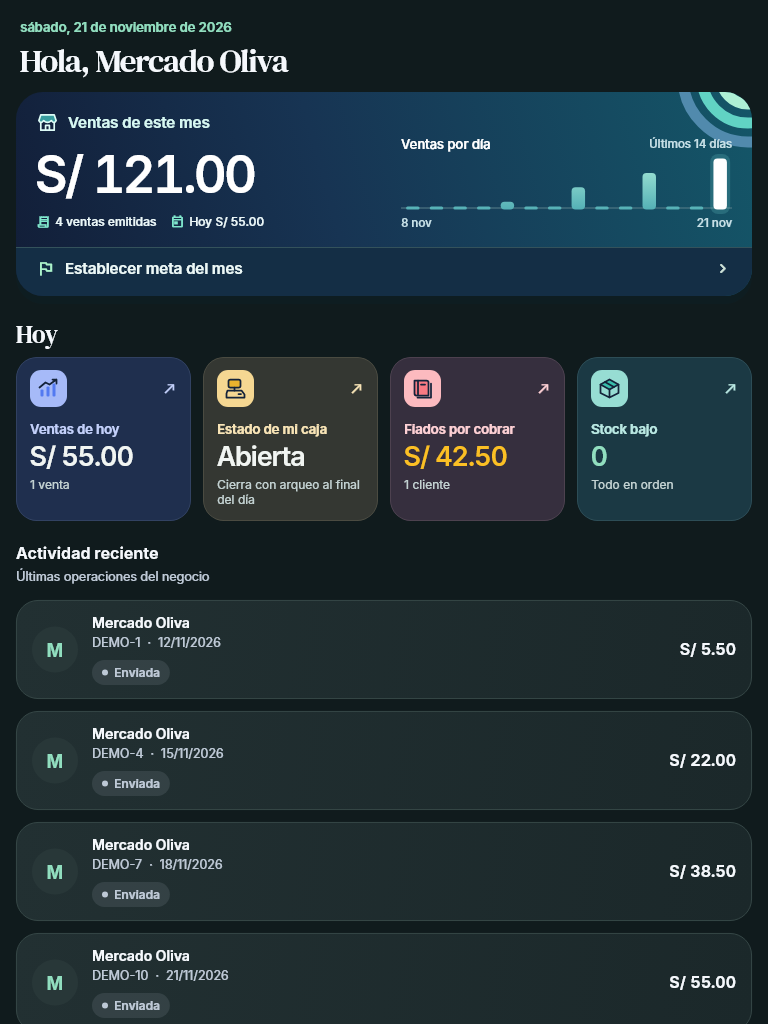 sábado, 21 de noviembre de 2026
Hola, Mercado Oliva
Ventas de este mes
S/ 121.00
4 ventas emitidas
Hoy S/ 55.00
Ventas por día
Últimos 14 días
8 nov
21 nov
Establecer meta del mes
Hoy
Ventas de hoy
S/ 55.00
1 venta
Estado de mi caja
Abierta
Cierra con arqueo al final
del día
Fiados por cobrar
S/ 42.50
1 cliente
Stock bajo
0
Todo en orden
Actividad reciente
Últimas operaciones del negocio
M
Mercado Oliva
DEMO-1 · 12/11/2026
Enviada
S/ 5.50
M
Mercado Oliva
DEMO-4 · 15/11/2026
Enviada
S/ 22.00
M
Mercado Oliva
DEMO-7 · 18/11/2026
Enviada
S/ 38.50
M
Mercado Oliva
DEMO-10 · 21/11/2026
Enviada
S/ 55.00